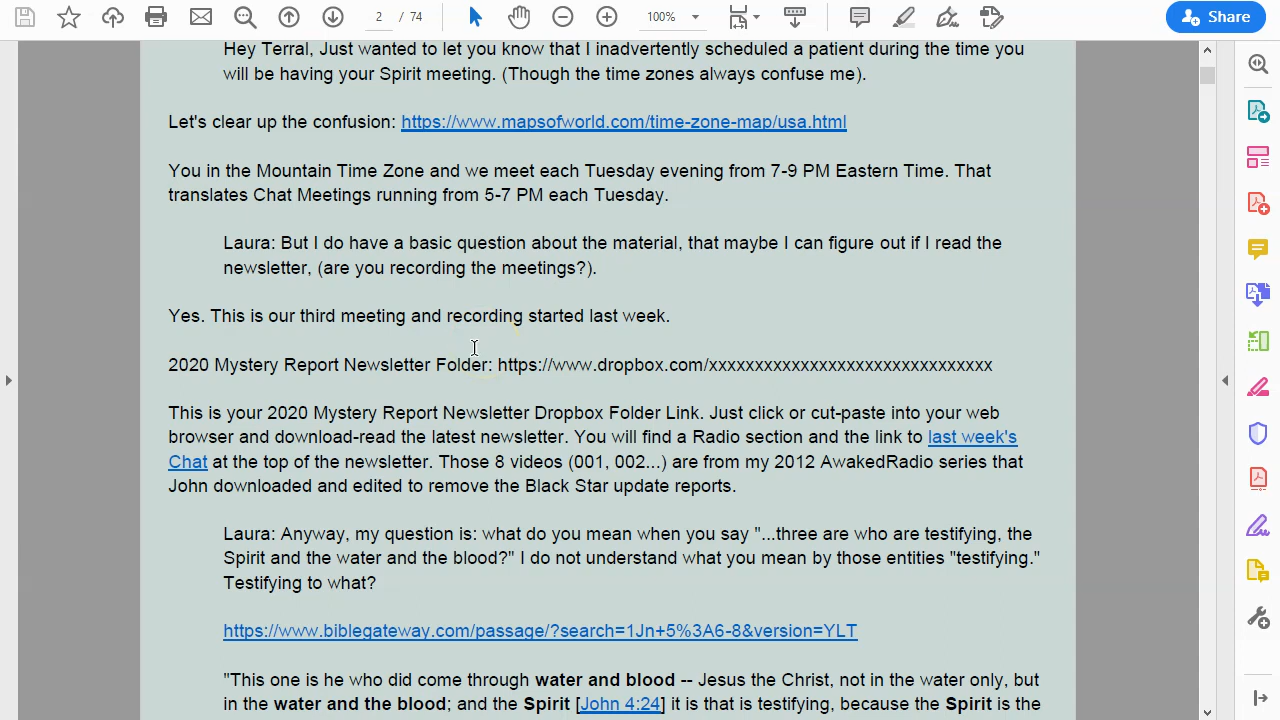 2 / 74
100%
Share
Hey Terral, Just wanted to let you know that I inadvertently scheduled a patient during the time you
will be having your Spirit meeting. (Though the time zones always confuse me).
Let's clear up the confusion: https://www.mapsofworld.com/time-zone-map/usa.html
You in the Mountain Time Zone and we meet each Tuesday evening from 7-9 PM Eastern Time. That
translates Chat Meetings running from 5-7 PM each Tuesday.
Laura: But I do have a basic question about the material, that maybe I can figure out if I read the
newsletter, (are you recording the meetings?).
Yes. This is our third meeting and recording started last week.
2020 Mystery Report Newsletter Folder: https://www.dropbox.com/xxxxxxxxxxxxxxxxxxxxxxxxxxxxxxx
This is your 2020 Mystery Report Newsletter Dropbox Folder Link. Just click or cut-paste into your web
browser and download-read the latest newsletter. You will find a Radio section and the link to last week's
Chat at the top of the newsletter. Those 8 videos (001, 002...) are from my 2012 AwakedRadio series that
John downloaded and edited to remove the Black Star update reports.
Laura: Anyway, my question is: what do you mean when you say "...three are who are testifying, the
Spirit and the water and the blood?" I do not understand what you mean by those entities "testifying."
Testifying to what?
https://www.biblegateway.com/passage/?search=1Jn+5%3A6-8&version=YLT
"This one is he who did come through water and blood -- Jesus the Christ, not in the water only, but
in the water and the blood; and the Spirit [John 4:24] it is that is testifying, because the Spirit is the